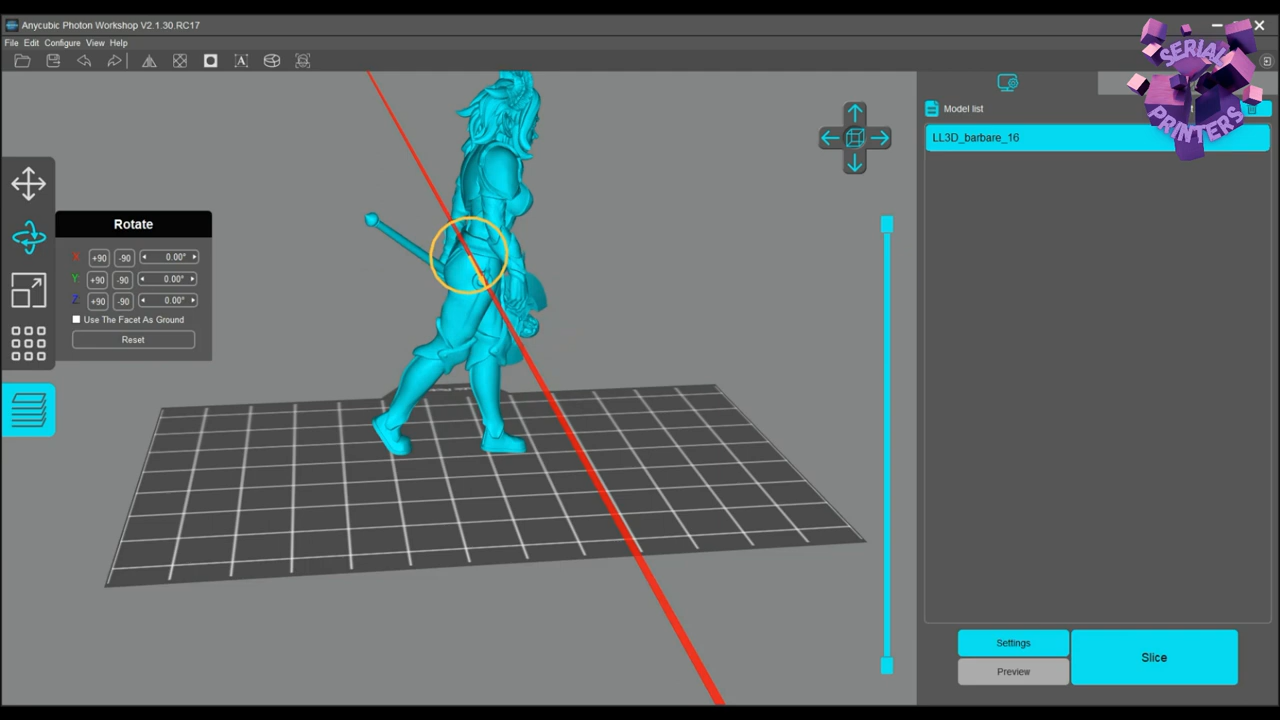 Anycubic Photon Workshop V2.1.30.RC17
File Edit Configure View Help
SERIAL
PRINTERS
Model list
LL3D_barbare_16
Rotate
X: +90 -90 0.00°
Y: +90 -90 0.00°
Z: +90 -90 0.00°
Use The Facet As Ground
Reset
Settings
Preview
Slice